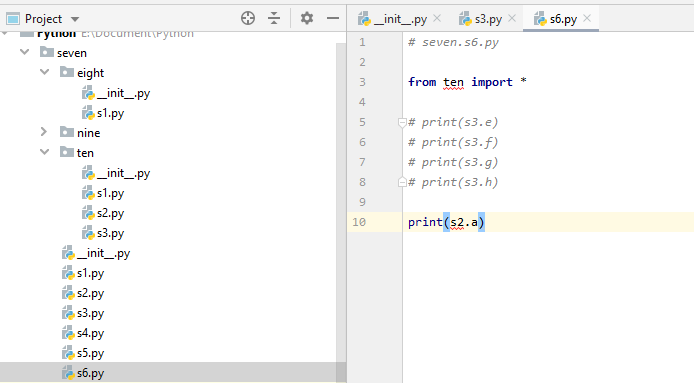 Project
Python E:\Document\Python
seven
eight
__init__.py
s1.py
nine
ten
__init__.py
s1.py
s2.py
s3.py
__init__.py
s1.py
s2.py
s3.py
s4.py
s5.py
s6.py
__init__.py s3.py s6.py
1 # seven.s6.py
2
3 from ten import *
4
5 # print(s3.e)
6 # print(s3.f)
7 # print(s3.g)
8 # print(s3.h)
9
10 print(s2.a)